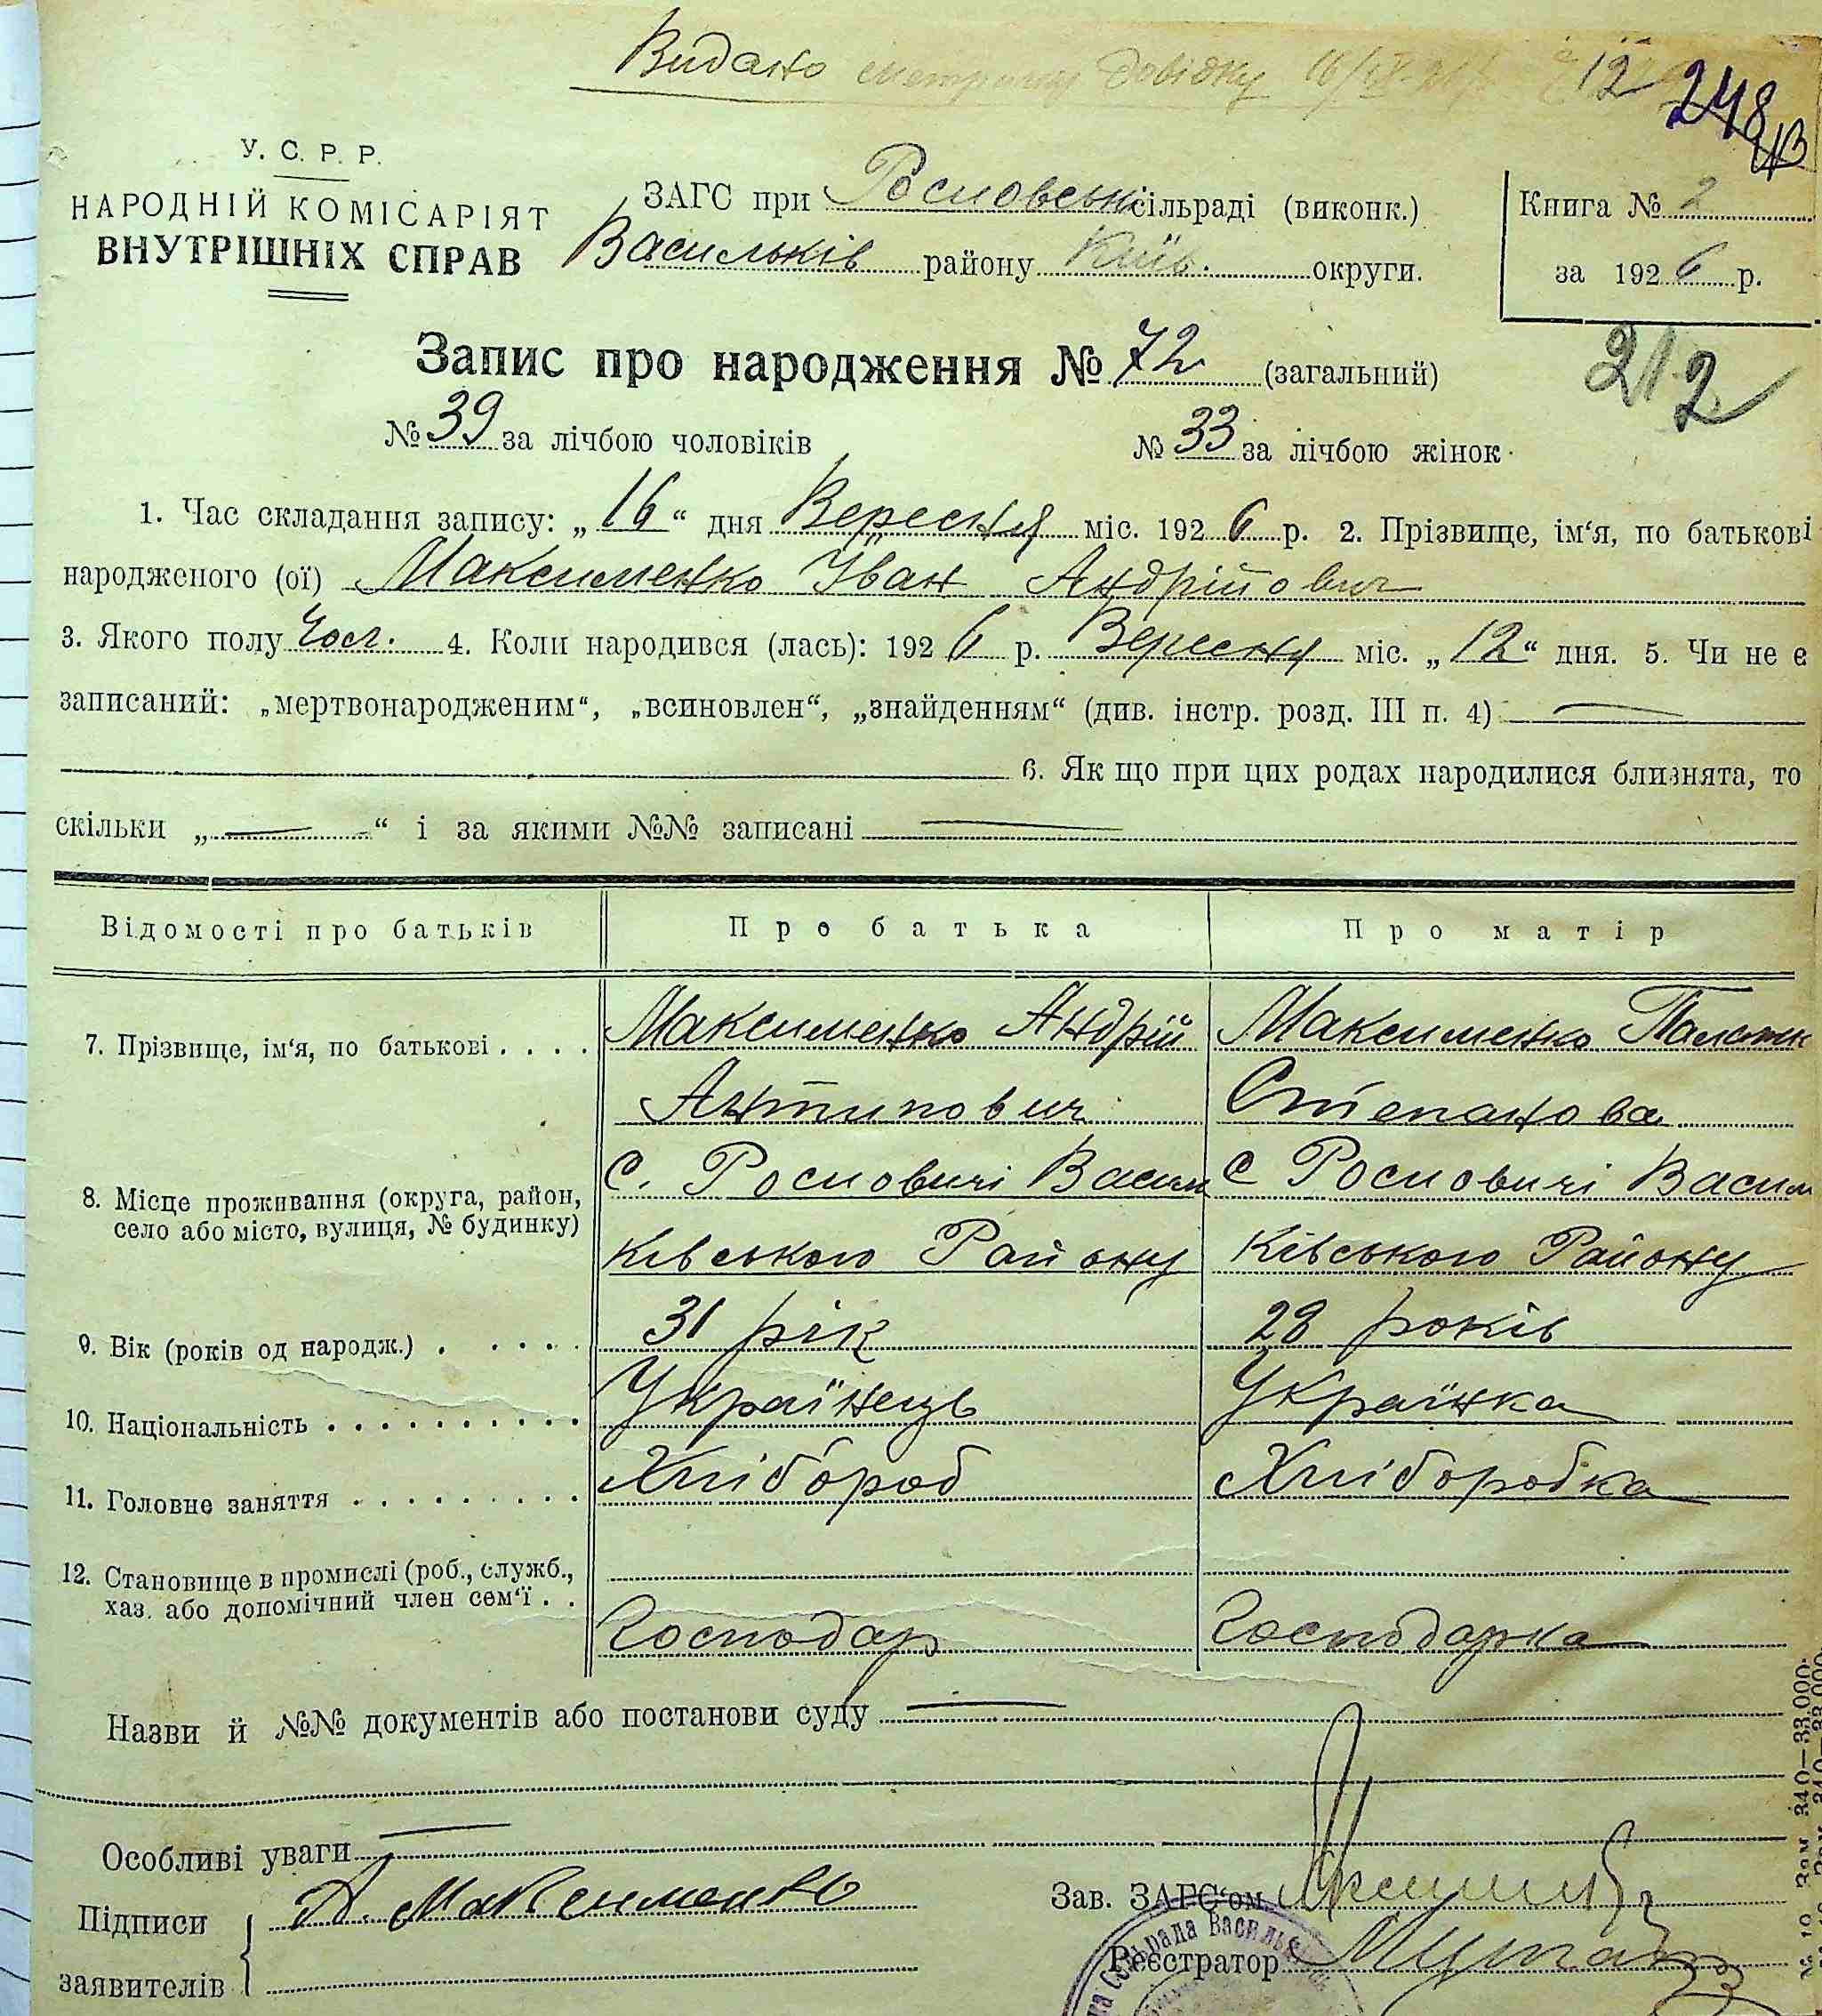 Видано метричну довідку 16/IV-21 12
248
У. С. Р. Р.
НАРОДНІЙ КОМІСАРІЯТ
ВНУТРІШНІХ СПРАВ
ЗАГС при Росновськ сільраді (виконк.)
Васильків району Київ. округи.
Книга № 2
за 1926 р.
Запис про народження № 72 (загальний)
212
№ 39 за лічбою чоловіків № 33 за лічбою жінок
1. Час складання запису: „16“ дня Вересня міс. 1926 р. 2. Прізвище, ім‘я, по батькові
народженого (ої) Максименко Іван Андрійович
3. Якого полу Чол. 4. Коли народився (лась): 1926 р. Вересня міс. „12“ дня. 5. Чи не є
записаний: „мертвонародженим“, „всиновлен“, „знайденням“ (див. інстр. розд. III п. 4) —
6. Як що при цих родах народилися близнята, то
скільки „—“ і за якими №№ записані —
Відомості про батьків Про батька Про матір
7. Прізвище, ім‘я, по батькові . . . . Максименко Андрій Максименко
Антипович Степанова
8. Місце проживання (округа, район, с. Росновичі Васил с Росновичі Васил
село або місто, вулиця, № будинку) ківського Району ківського Району
9. Вік (років од народж.) . . . . . 31 рік 28 років
10. Національність . . . . . . . . . . Українець Українка
11. Головне заняття . . . . . . . . . Хлібороб Хліборобка
12. Становище в промислі (роб., служб.,
хаз. або допомічний член сем‘ї . . Господар Господарка
Назви й №№ документів або постанови суду —
Особливі уваги —
Підписи А. Максименко
заявителів
Зав. ЗАГС‘ом
Реєстратор